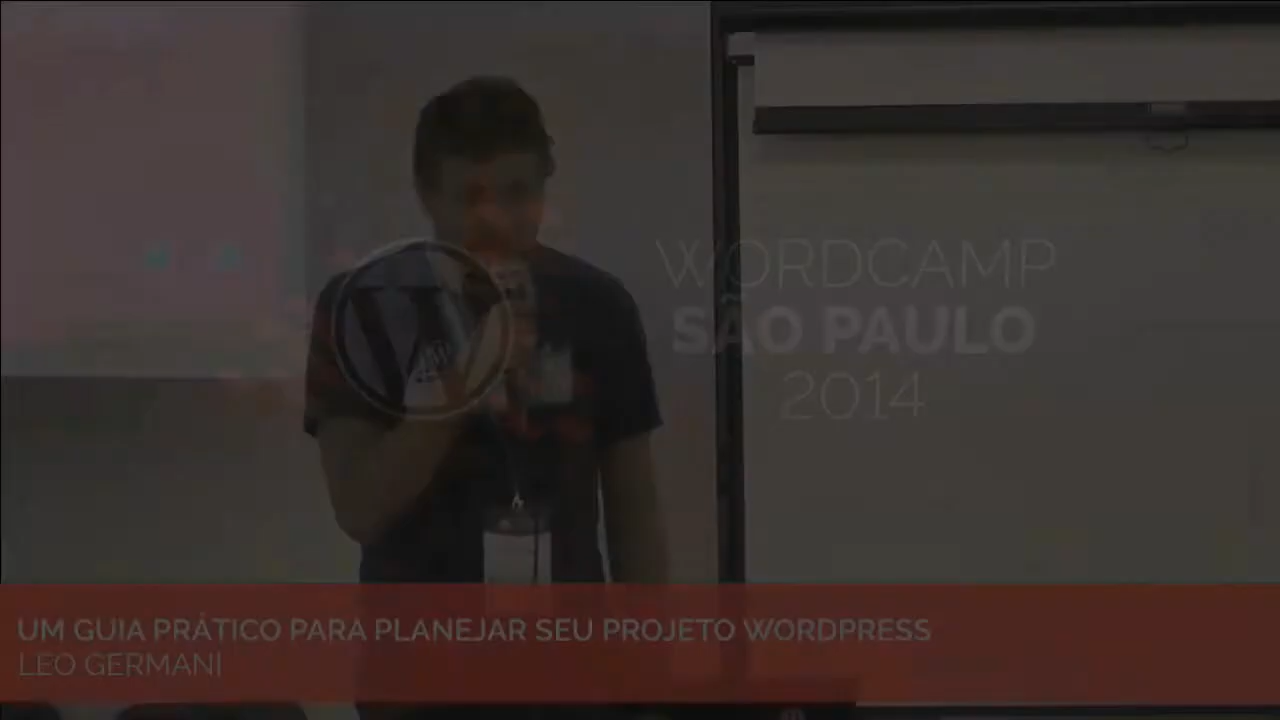 WORDCAMP
SÃO PAULO
2014
UM GUIA PRÁTICO PARA PLANEJAR SEU PROJETO WORDPRESS
LEO GERMANI